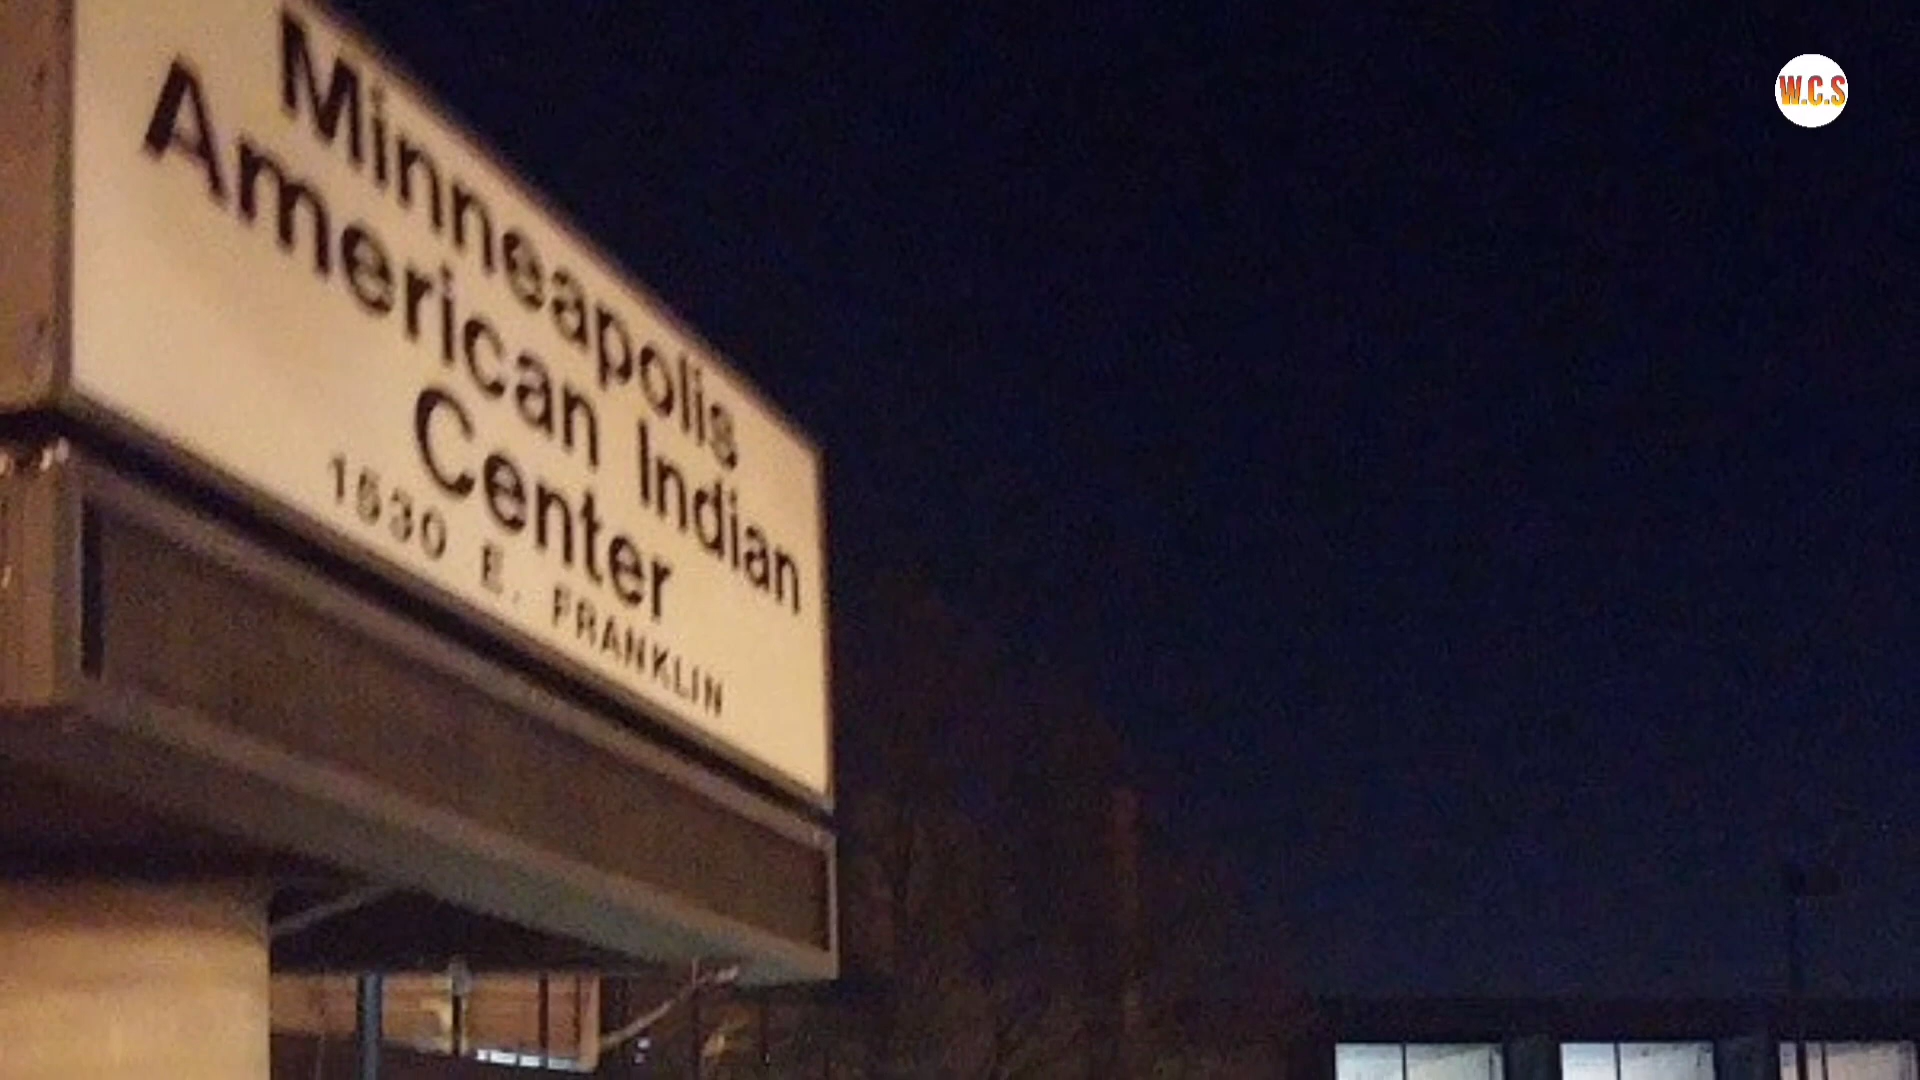 Minneapolis
American Indian
Center
1530 E. FRANKLIN
W.C.S